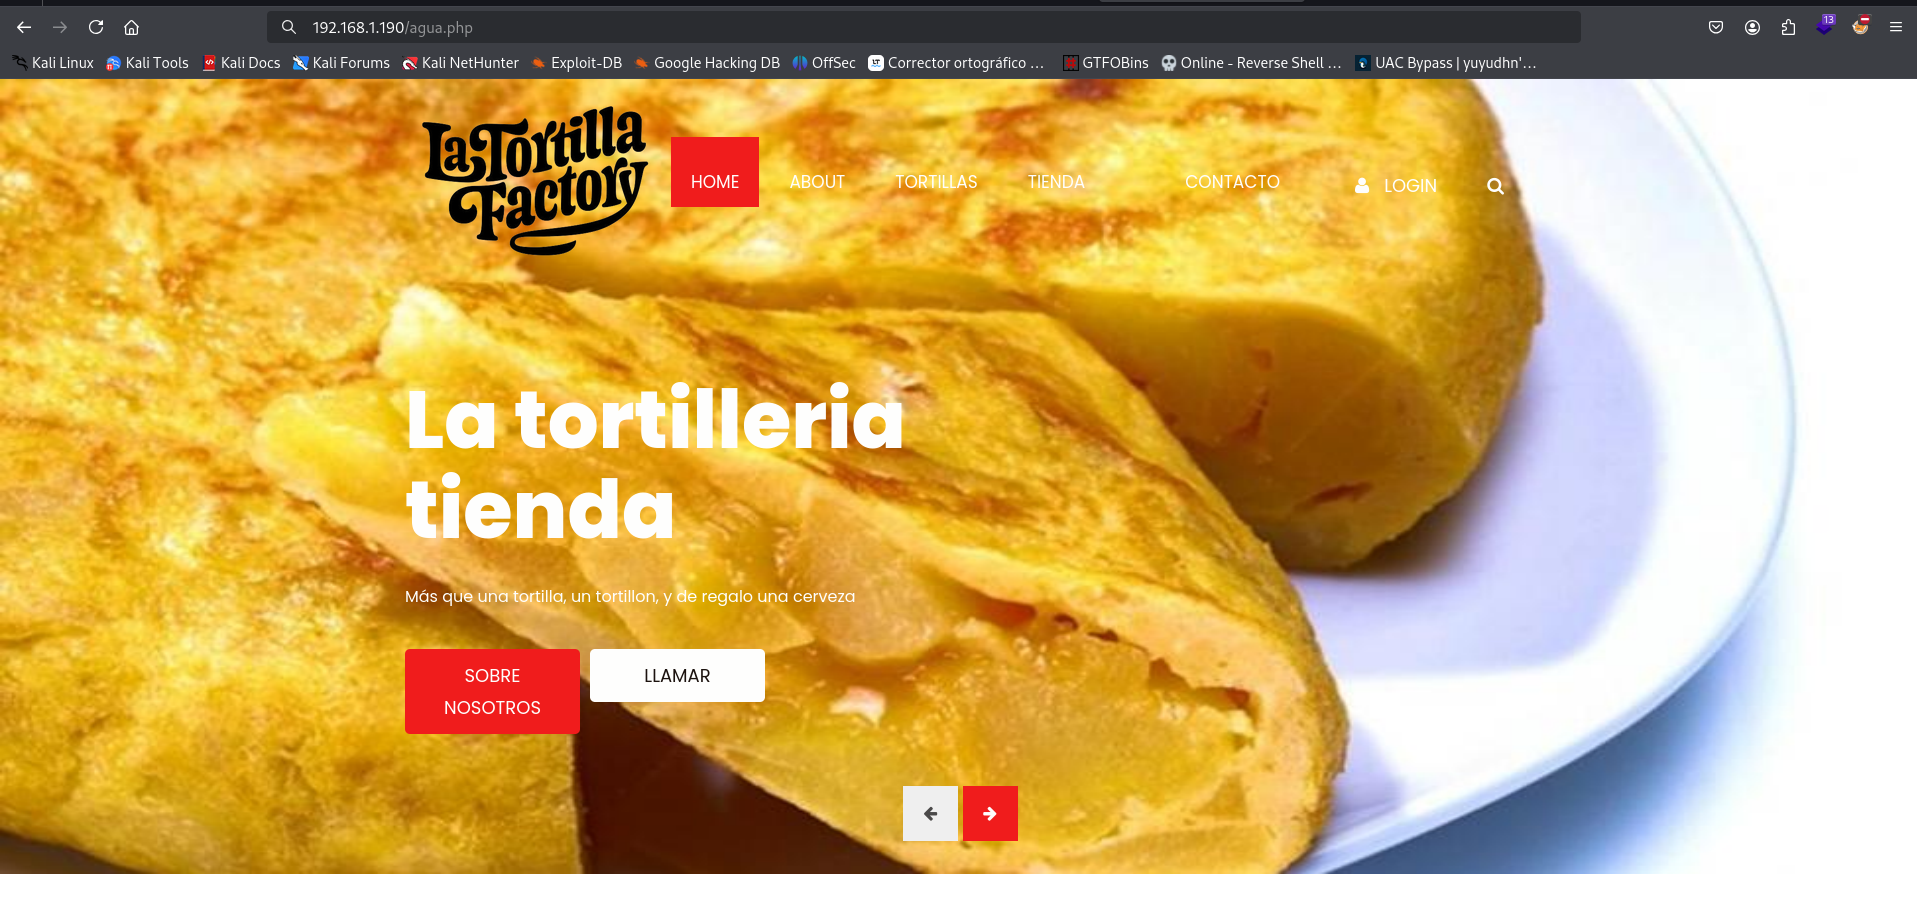 192.168.1.190/agua.php
13
Kali Linux Kali Tools Kali Docs Kali Forums Kali NetHunter Exploit-DB Google Hacking DB OffSec Corrector ortográfico ... GTFOBins Online - Reverse Shell ... UAC Bypass | yuyudhn'...
La Tortilla
Factory
HOME ABOUT TORTILLAS TIENDA CONTACTO LOGIN
La tortilleria
tienda
Más que una tortilla, un tortillon, y de regalo una cerveza
SOBRE
NOSOTROS
LLAMAR